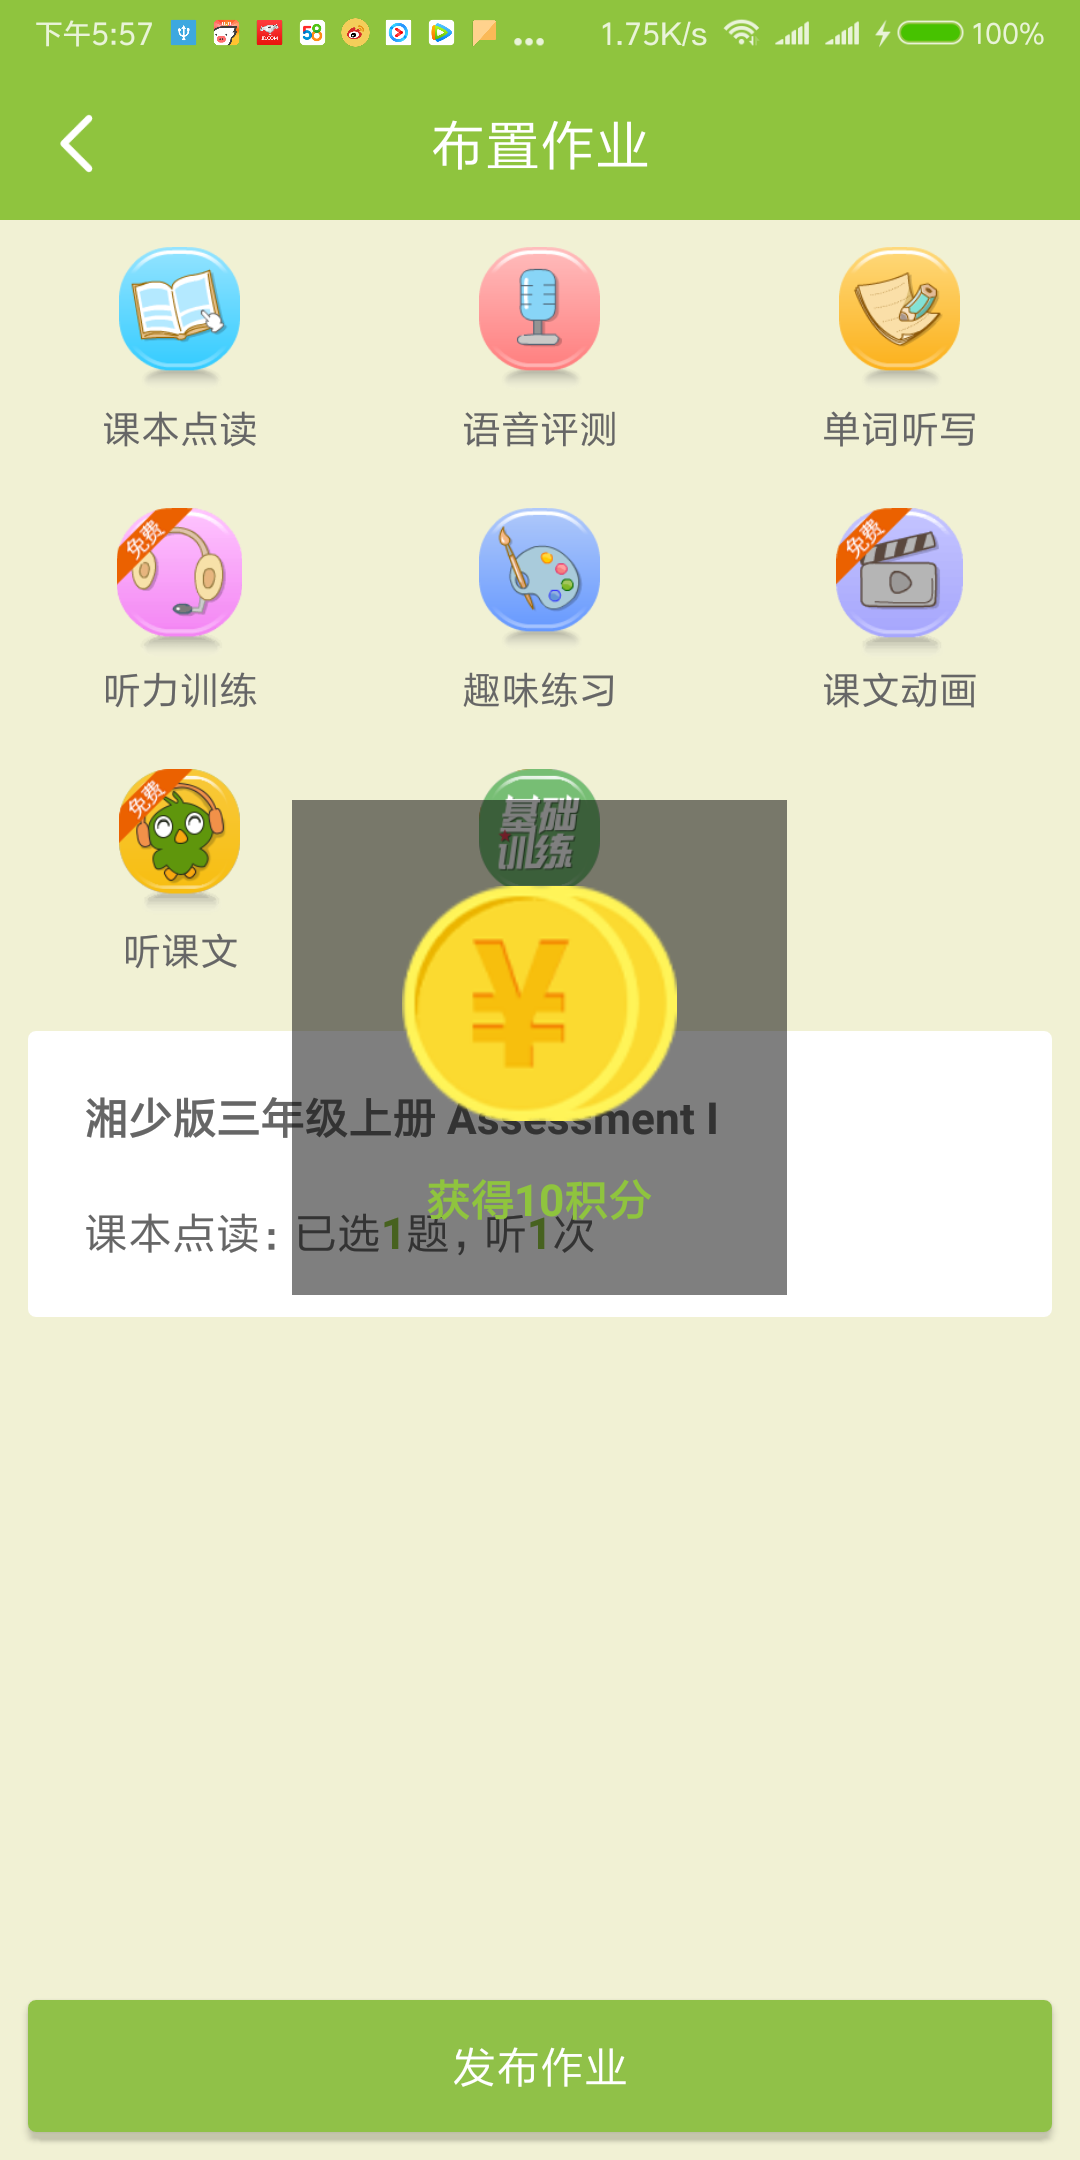 下午5:57
58
1.75K/s
100%
布置作业
课本点读
语音评测
单词听写
免费
免费
听力训练
趣味练习
课文动画
免费
基础
训练
听课文
¥
湘少版三年级上册 Assessment I
获得10积分
课本点读：已选1题，听1次
发布作业